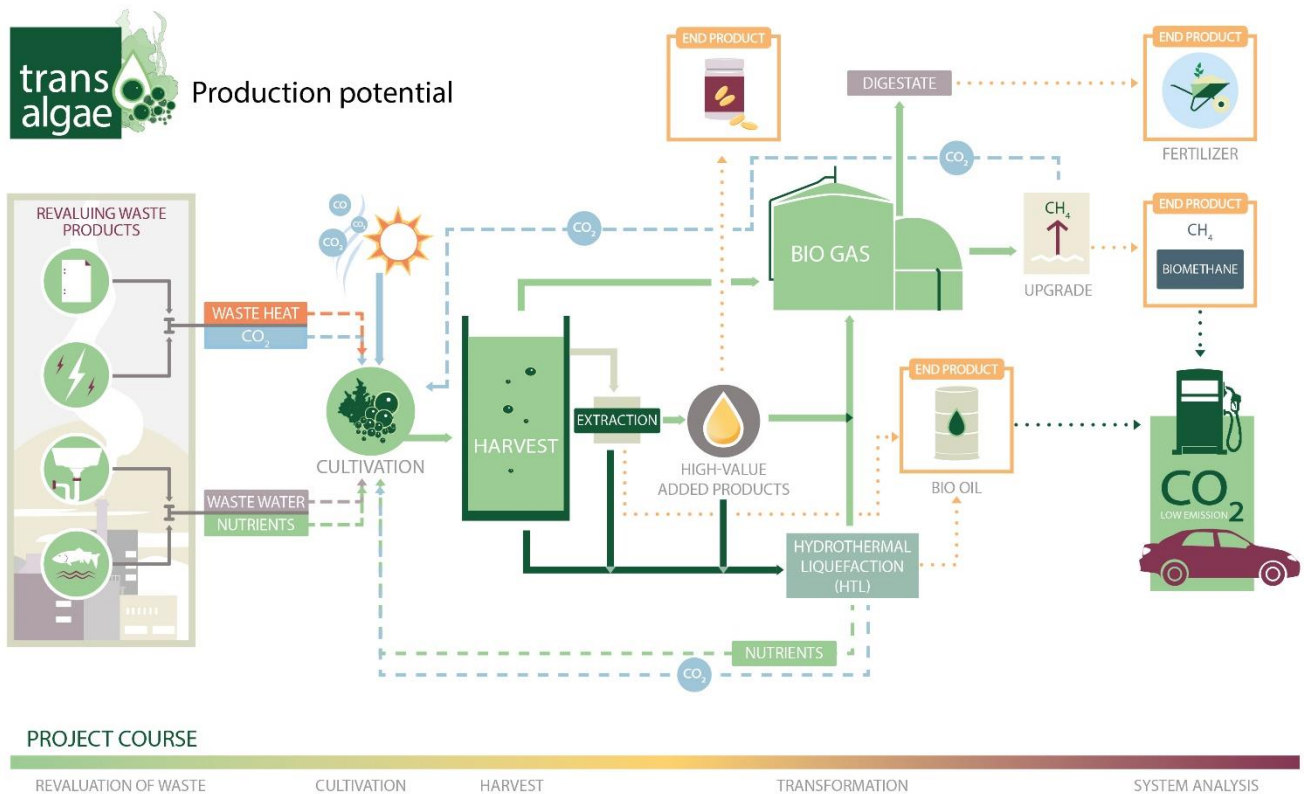 trans
algae
Production potential
END PRODUCT
DIGESTATE
END PRODUCT
FERTILIZER
CO₂
REVALUING WASTE
PRODUCTS
CO
CO₂
CO₂
CO₂
BIO GAS
CH₄
UPGRADE
END PRODUCT
CH₄
BIOMETHANE
WASTE HEAT
CO₂
CULTIVATION
HARVEST
EXTRACTION
HIGH-VALUE
ADDED PRODUCTS
END PRODUCT
BIO OIL
WASTE WATER
NUTRIENTS
HYDROTHERMAL
LIQUEFACTION
(HTL)
CO₂
LOW EMISSION
NUTRIENTS
CO₂
PROJECT COURSE
REVALUATION OF WASTE
CULTIVATION
HARVEST
TRANSFORMATION
SYSTEM ANALYSIS